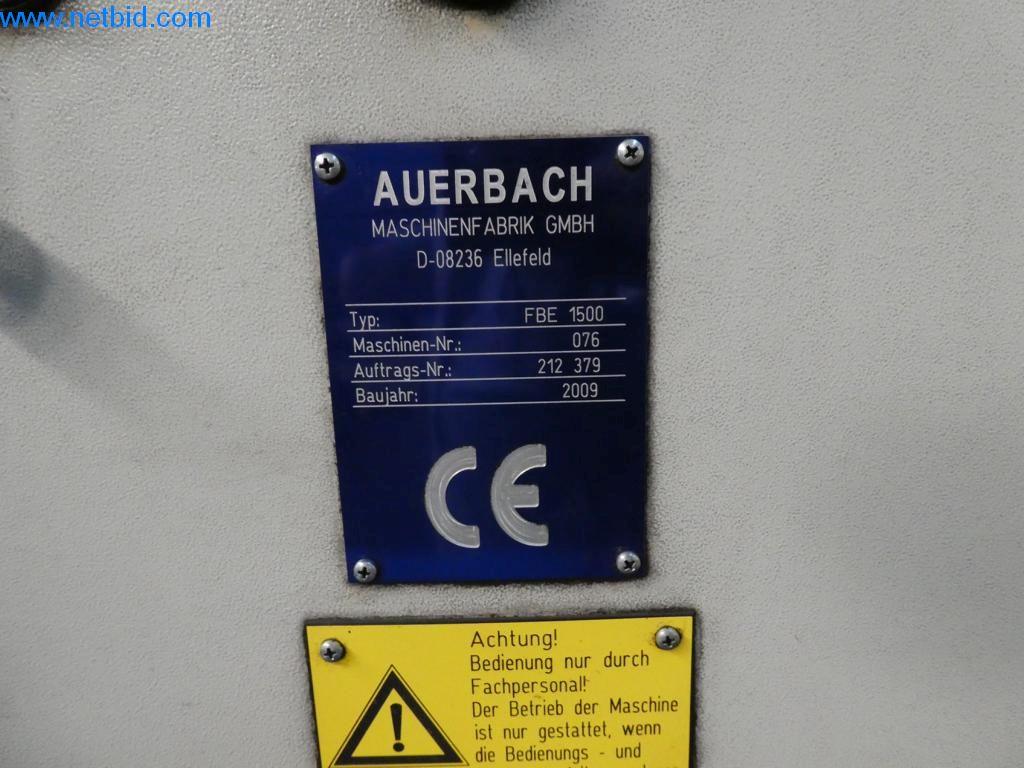 www.netbid.com
AUERBACH
MASCHINENFABRIK GMBH
D-08236 Ellefeld
Typ: FBE 1500
Maschinen-Nr.: 076
Auftrags-Nr.: 212 379
Baujahr: 2009
CE
Achtung!
Bedienung nur durch
Fachpersonal!
Der Betrieb der Maschine
ist nur gestattet, wenn
die Bedienungs - und